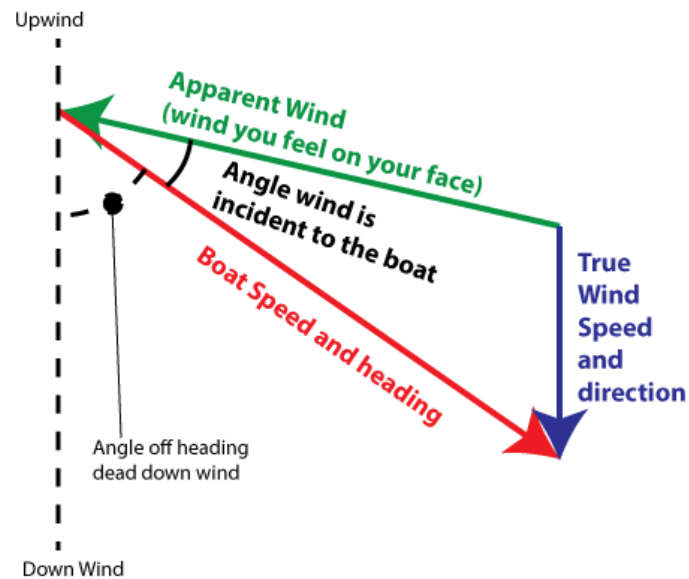 Upwind
Apparent Wind
(wind you feel on your face)
Angle wind is
incident to the boat
True
Wind
Speed
and
direction
Boat Speed and heading
Angle off heading
dead down wind
Down Wind